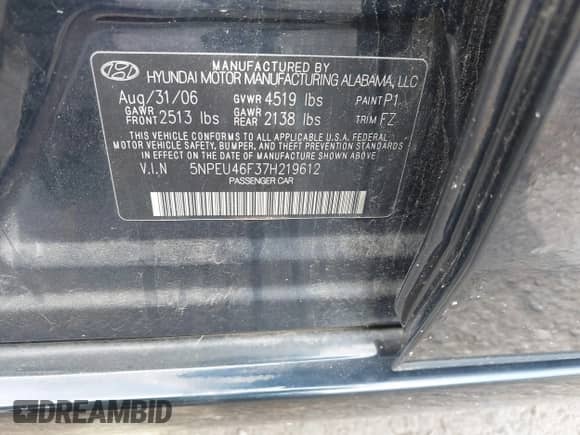 MANUFACTURED BY
HYUNDAI MOTOR MANUFACTURING ALABAMA, LLC
Aug/31/06 GVWR 4519 lbs PAINT P1
GAWR FRONT 2513 lbs GAWR REAR 2138 lbs TRIM FZ
THIS VEHICLE CONFORMS TO ALL APPLICABLE U.S.A. FEDERAL
MOTOR VEHICLE SAFETY, BUMPER, AND THEFT PREVENTION STANDARDS
IN EFFECT ON THE DATE OF MANUFACTURE SHOWN ABOVE.
V.I.N 5NPEU46F37H219612
PASSENGER CAR
DREAMBID